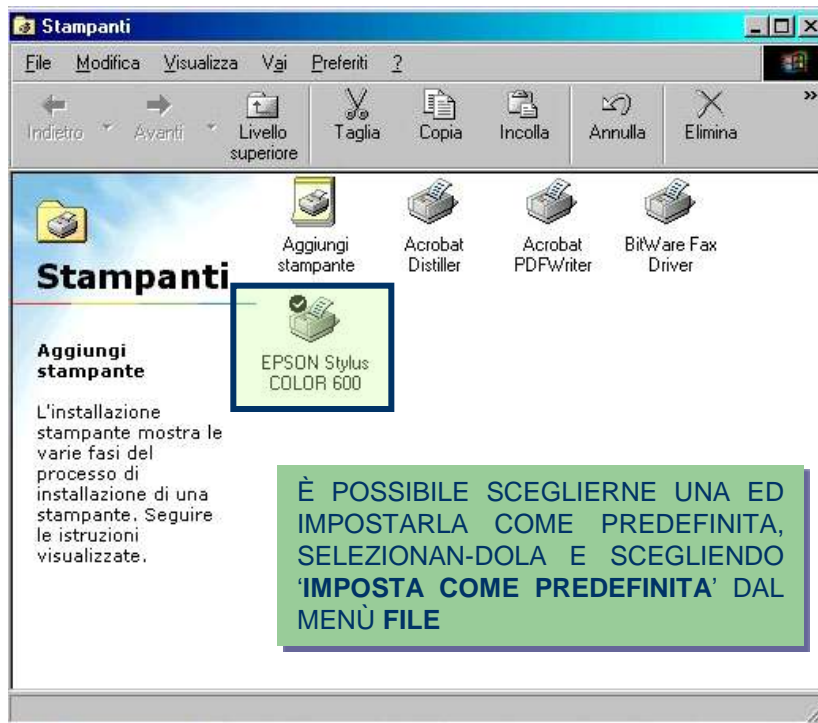 Stampanti
File Modifica Visualizza Vai Preferiti ?
Indietro Avanti Livello superiore Taglia Copia Incolla Annulla Elimina »
Stampanti
Aggiungi
stampante
L'installazione
stampante mostra le
varie fasi del
processo di
installazione di una
stampante. Seguire
le istruzioni
visualizzate.
Aggiungi
stampante
Acrobat
Distiller
Acrobat
PDFWriter
BitWare Fax
Driver
EPSON Stylus
COLOR 600
È POSSIBILE SCEGLIERNE UNA ED
IMPOSTARLA COME PREDEFINITA,
SELEZIONAN-DOLA E SCEGLIENDO
‘IMPOSTA COME PREDEFINITA’ DAL
MENÙ FILE